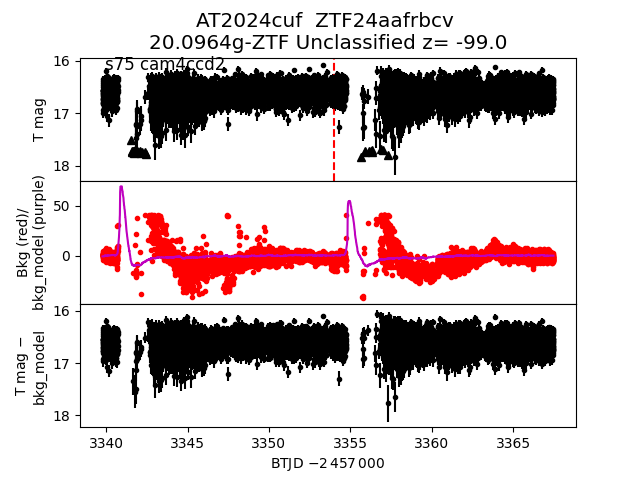 AT2024cuf  ZTF24aafrbcv
20.0964g-ZTF Unclassified z= -99.0
s75 cam4ccd2
16
17
18
T mag
50
0
Bkg (red)/
bkg_model (purple)
16
17
18
T mag −
bkg_model
3340
3345
3350
3355
3360
3365
BTJD −2 457 000